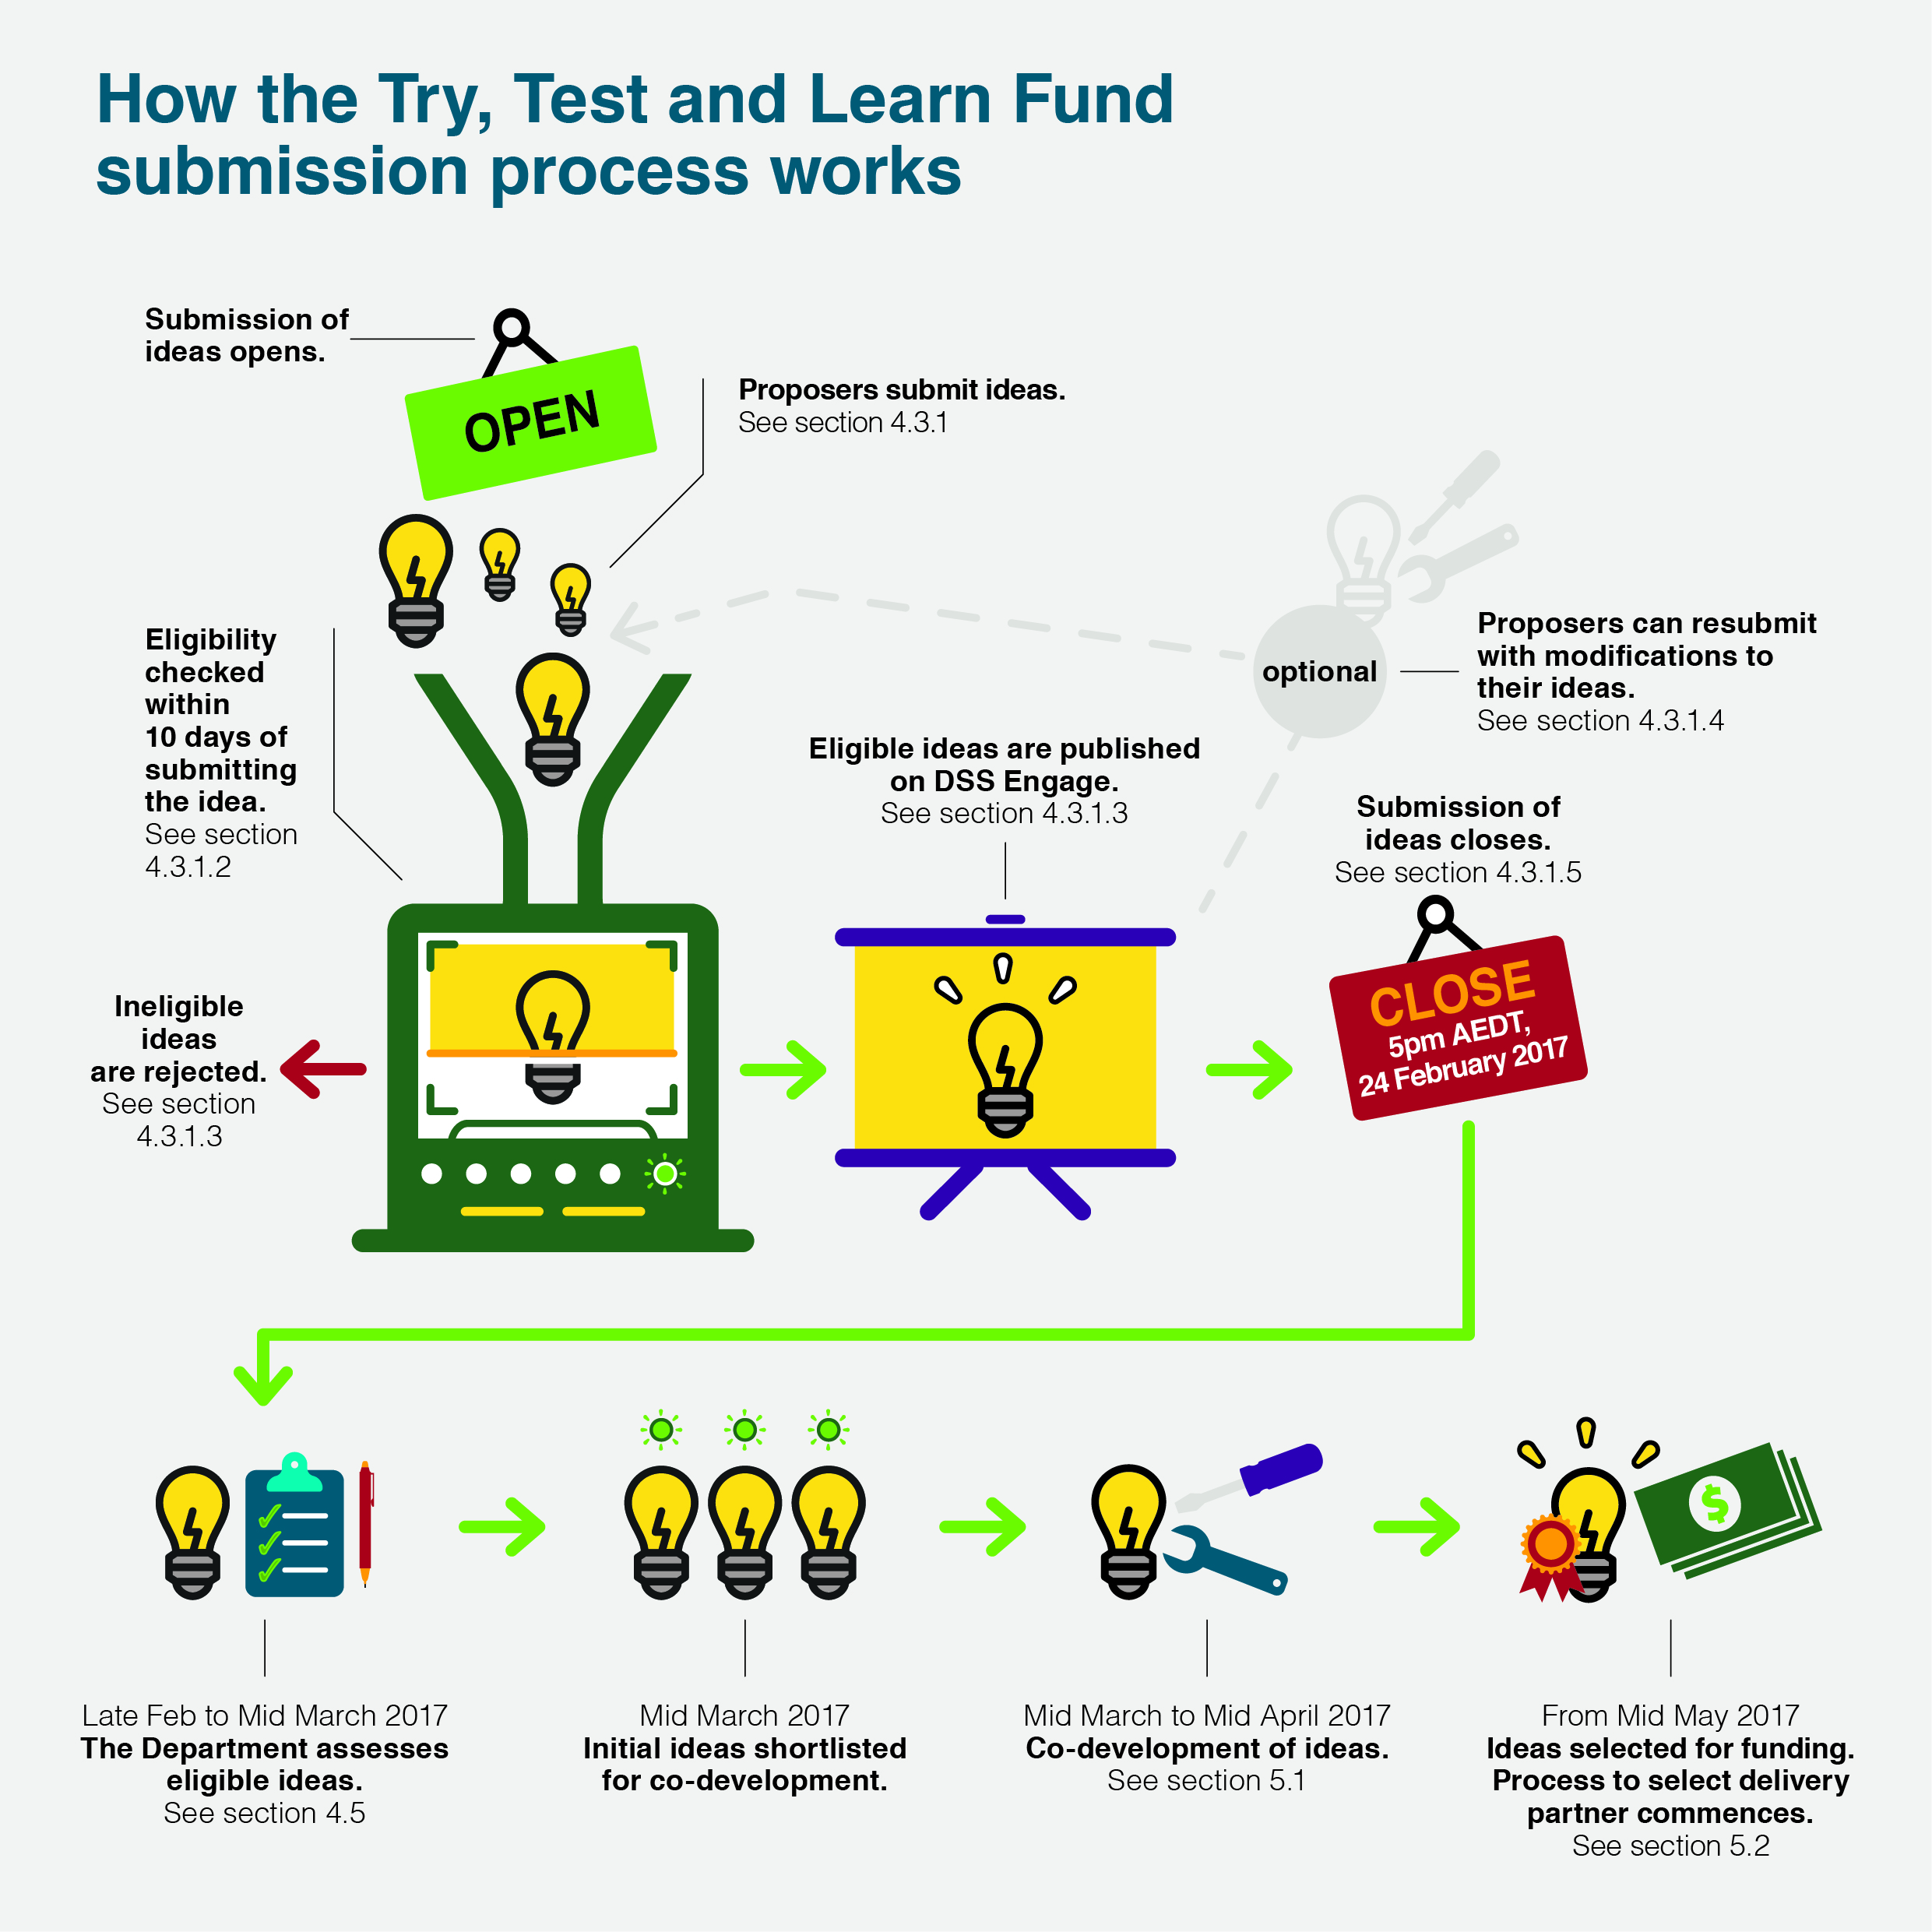 How the Try, Test and Learn Fund
submission process works
Submission of
ideas opens.
OPEN
Proposers submit ideas.
See section 4.3.1
Eligibility
checked
within
10 days of
submitting
the idea.
See section
4.3.1.2
optional
Proposers can resubmit
with modifications to
their ideas.
See section 4.3.1.4
Eligible ideas are published
on DSS Engage.
See section 4.3.1.3
Submission of
ideas closes.
See section 4.3.1.5
CLOSE
5pm AEDT,
24 February 2017
Ineligible
ideas
are rejected.
See section
4.3.1.3
Late Feb to Mid March 2017
The Department assesses
eligible ideas.
See section 4.5
Mid March 2017
Initial ideas shortlisted
for co-development.
Mid March to Mid April 2017
Co-development of ideas.
See section 5.1
$
From Mid May 2017
Ideas selected for funding.
Process to select delivery
partner commences.
See section 5.2